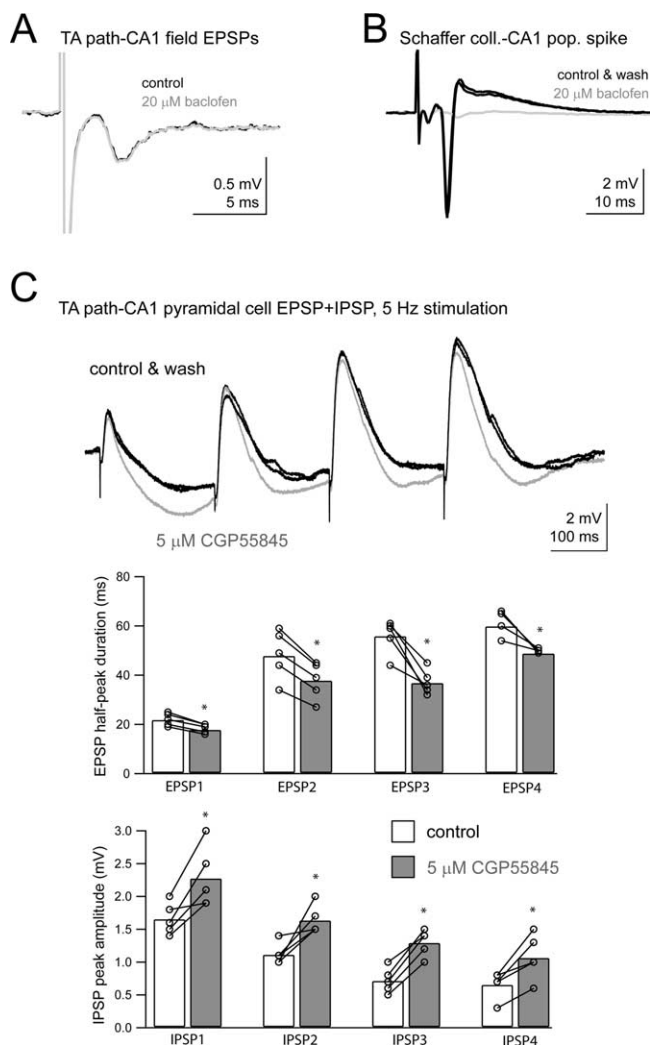 A
TA path-CA1 field EPSPs
control
20 μM baclofen
0.5 mV
5 ms
B
Schaffer coll.-CA1 pop. spike
control & wash
20 μM baclofen
2 mV
10 ms
C
TA path-CA1 pyramidal cell EPSP+IPSP, 5 Hz stimulation
control & wash
5 μM CGP55845
2 mV
100 ms
EPSP half-peak duration (ms)
80
60
40
20
0
* * * *
EPSP1 EPSP2 EPSP3 EPSP4
IPSP peak amplitude (mV)
3.0
2.5
2.0
1.5
1.0
0.5
0.0
* * * *
control
5 μM CGP55845
IPSP1 IPSP2 IPSP3 IPSP4